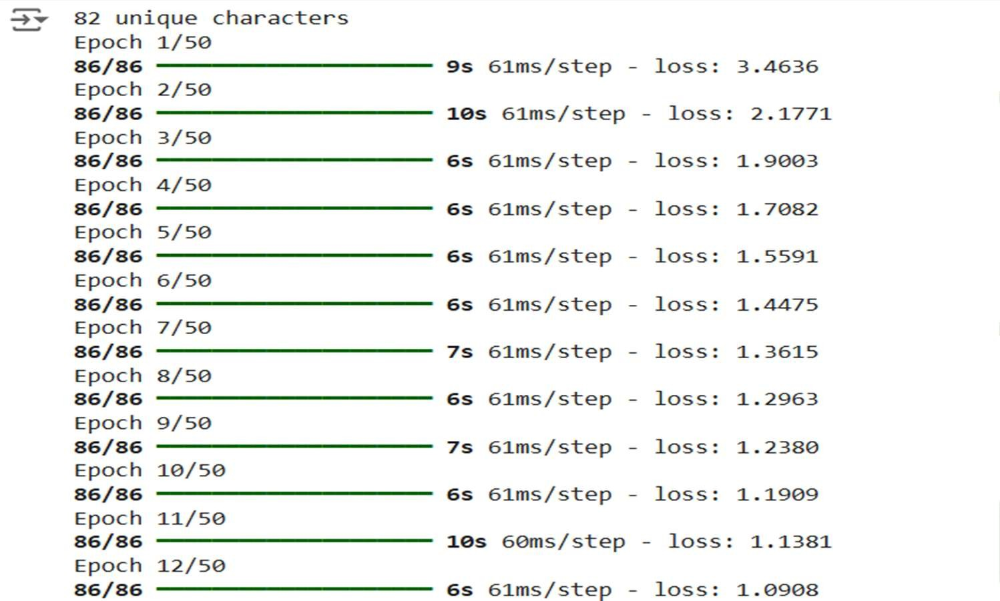 82 unique characters
Epoch 1/50
86/86 9s 61ms/step - loss: 3.4636
Epoch 2/50
86/86 10s 61ms/step - loss: 2.1771
Epoch 3/50
86/86 6s 61ms/step - loss: 1.9003
Epoch 4/50
86/86 6s 61ms/step - loss: 1.7082
Epoch 5/50
86/86 6s 61ms/step - loss: 1.5591
Epoch 6/50
86/86 6s 61ms/step - loss: 1.4475
Epoch 7/50
86/86 7s 61ms/step - loss: 1.3615
Epoch 8/50
86/86 6s 61ms/step - loss: 1.2963
Epoch 9/50
86/86 7s 61ms/step - loss: 1.2380
Epoch 10/50
86/86 6s 61ms/step - loss: 1.1909
Epoch 11/50
86/86 10s 60ms/step - loss: 1.1381
Epoch 12/50
86/86 6s 61ms/step - loss: 1.0908